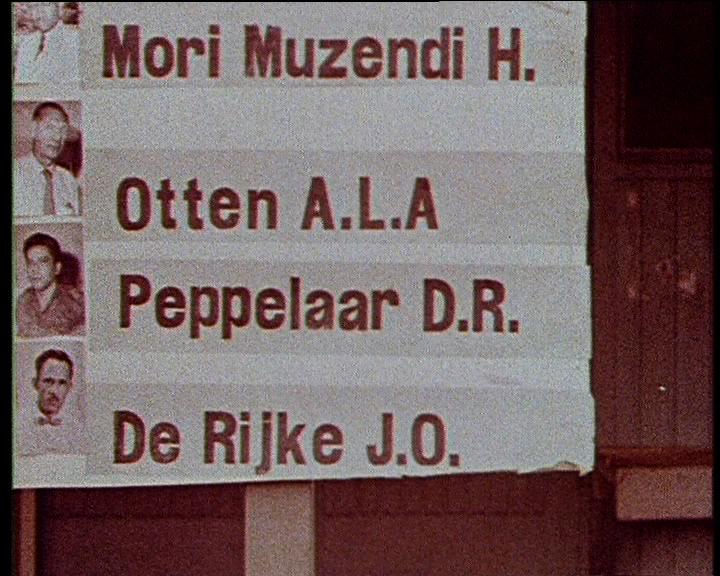 Mori Muzendi H.
Otten A.L.A
Peppelaar D.R.
De Rijke J.O.